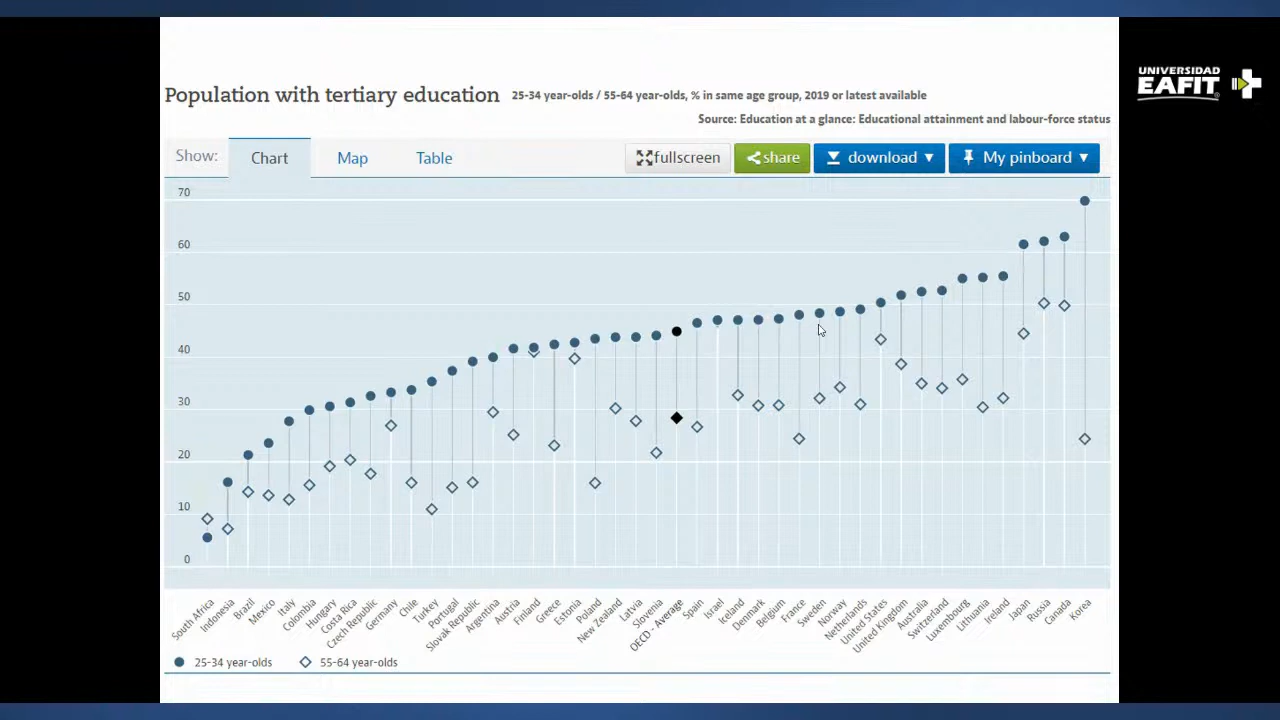 UNIVERSIDAD
EAFIT
Population with tertiary education 25-34 year-olds / 55-64 year-olds, % in same age group, 2019 or latest available
Source: Education at a glance: Educational attainment and labour-force status
Show: Chart Map Table fullscreen share download My pinboard
70
60
50
40
30
20
10
0
South Africa
Indonesia
Brazil
Mexico
Italy
Colombia
Hungary
Costa Rica
Czech Republic
Germany
Chile
Turkey
Portugal
Slovak Republic
Argentina
Austria
Finland
Greece
Estonia
Poland
New Zealand
Latvia
Slovenia
OECD - Average
Spain
Israel
Iceland
Denmark
Belgium
France
Sweden
Norway
Netherlands
United States
United Kingdom
Australia
Switzerland
Luxembourg
Lithuania
Ireland
Japan
Russia
Canada
Korea
25-34 year-olds 55-64 year-olds